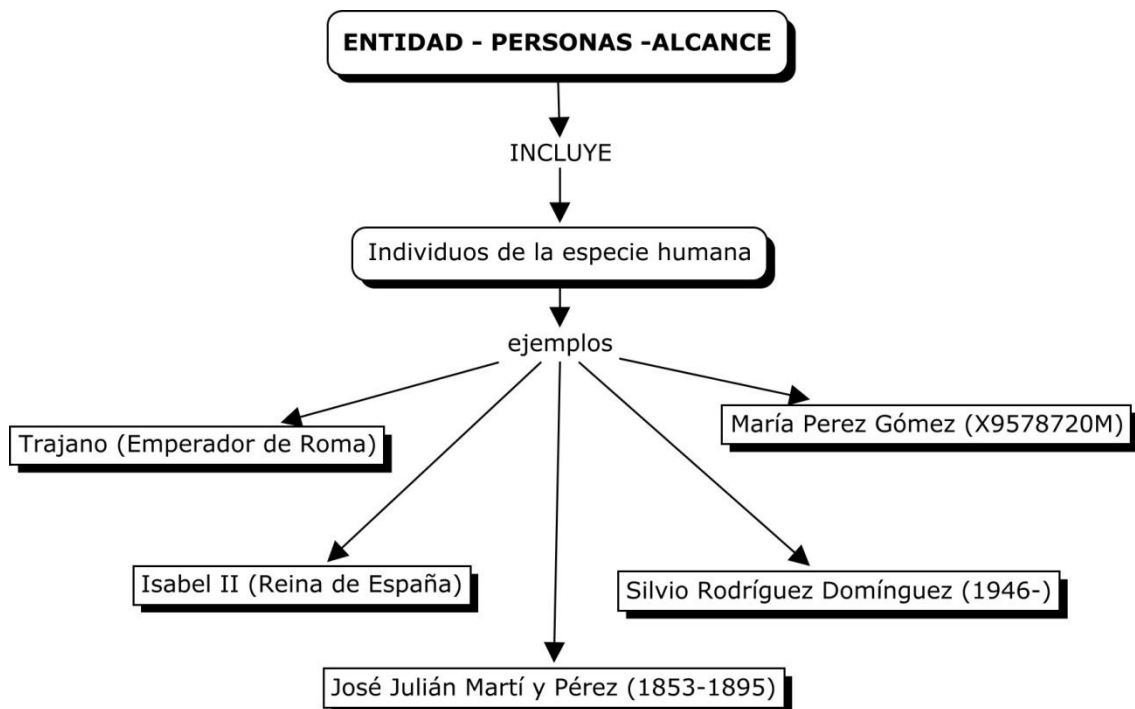 ENTIDAD - PERSONAS -ALCANCE
INCLUYE
Individuos de la especie humana
ejemplos
Trajano (Emperador de Roma)
María Perez Gómez (X9578720M)
Isabel II (Reina de España)
Silvio Rodríguez Domínguez (1946-)
José Julián Martí y Pérez (1853-1895)